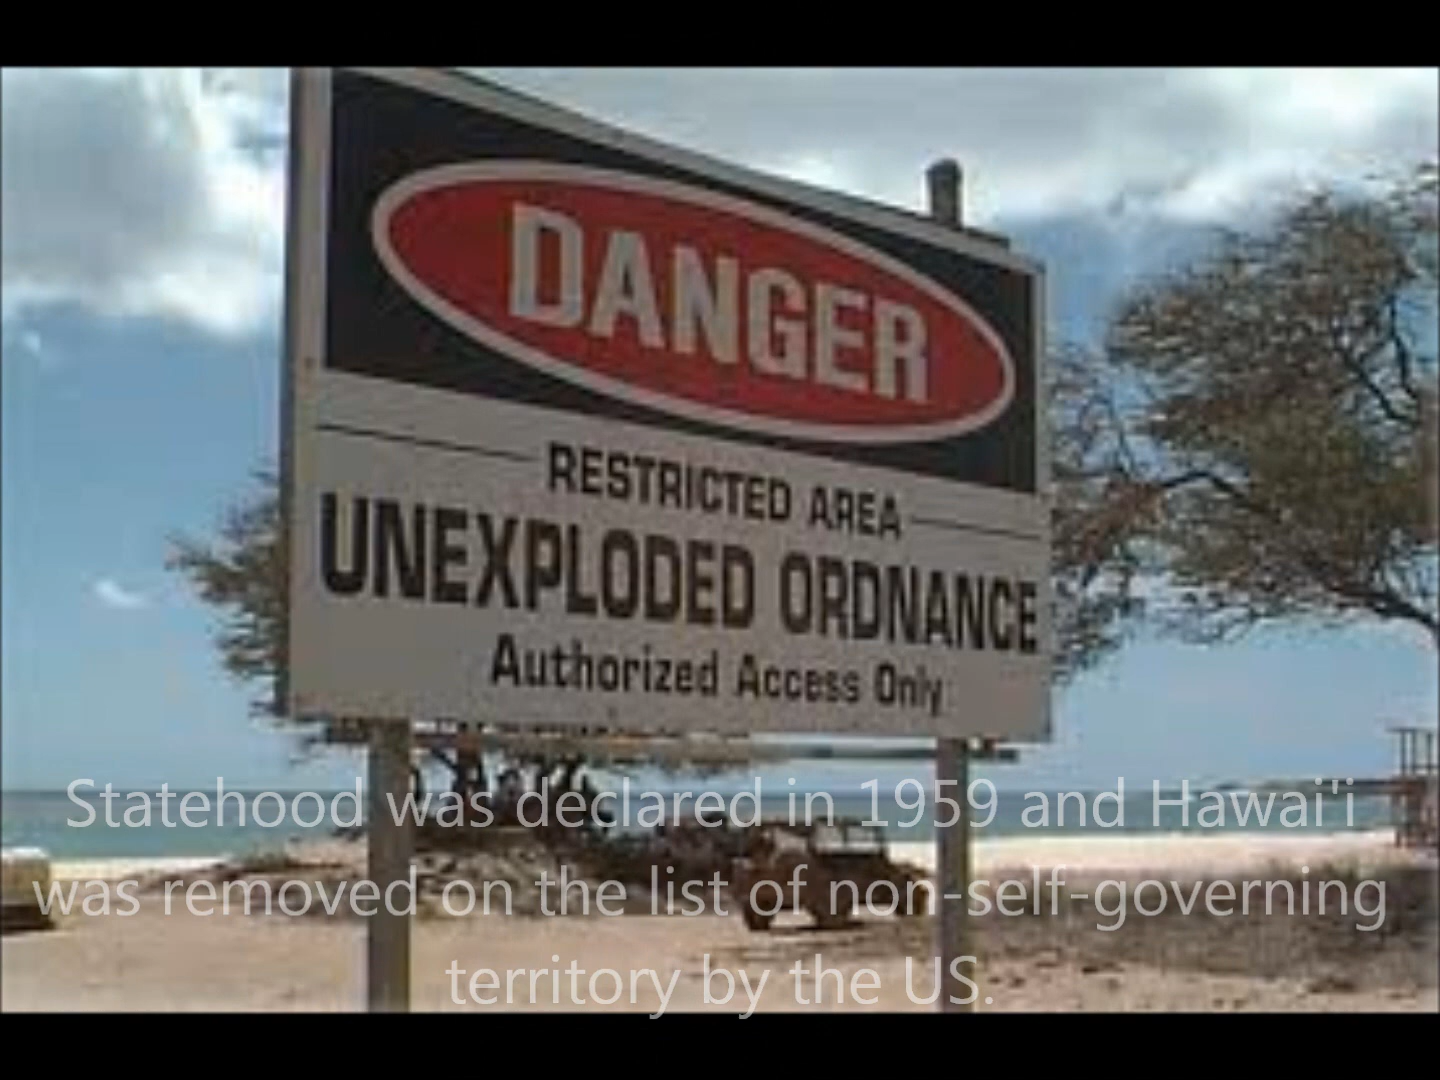 DANGER
RESTRICTED AREA
UNEXPLODED ORDNANCE
Authorized Access Only
Statehood was declared in 1959 and Hawai'i
was removed on the list of non-self-governing
territory by the US.